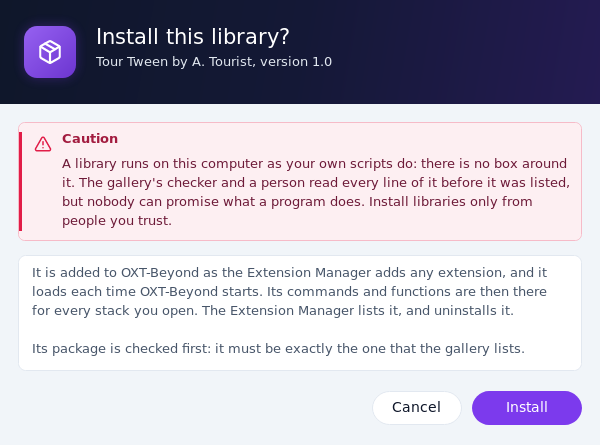 Install this library?
Tour Tween by A. Tourist, version 1.0
Caution
A library runs on this computer as your own scripts do: there is no box around
it. The gallery's checker and a person read every line of it before it was listed,
but nobody can promise what a program does. Install libraries only from
people you trust.
It is added to OXT-Beyond as the Extension Manager adds any extension, and it
loads each time OXT-Beyond starts. Its commands and functions are then there
for every stack you open. The Extension Manager lists it, and uninstalls it.
Its package is checked first: it must be exactly the one that the gallery lists.
Cancel
Install